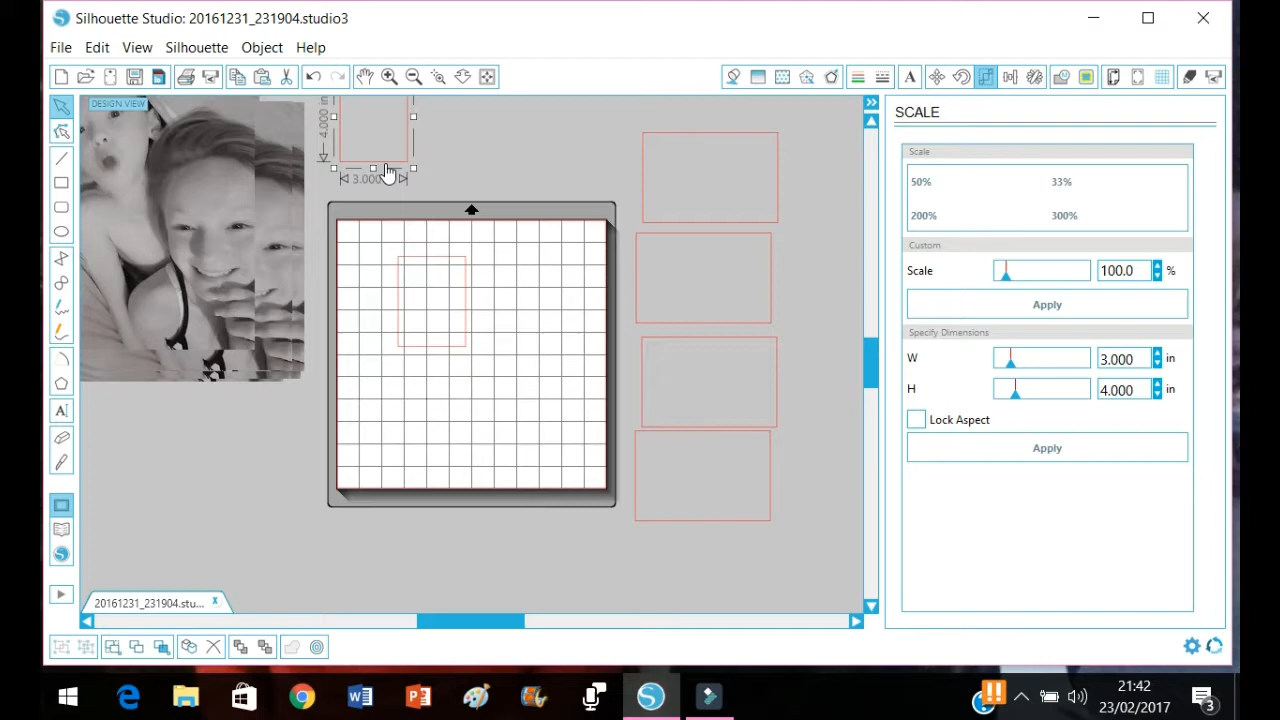 Silhouette Studio: 20161231_231904.studio3
File Edit View Silhouette Object Help
DESIGN VIEW
4.000
3.000
20161231_231904.stu... x
SCALE
Scale
50% 33%
200% 300%
Custom
Scale 100.0 %
Apply
Specify Dimensions
W 3.000 in
H 4.000 in
Lock Aspect
Apply
21:42
23/02/2017
3